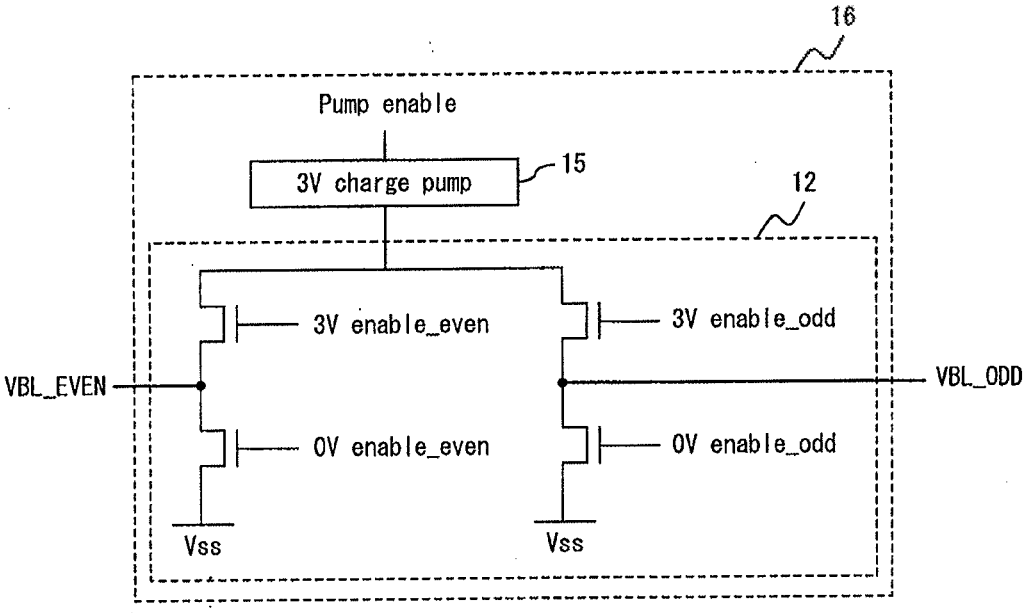 16
Pump enable
3V charge pump
15
12
3V enable_even
3V enable_odd
VBL_EVEN
VBL_ODD
0V enable_even
0V enable_odd
Vss
Vss